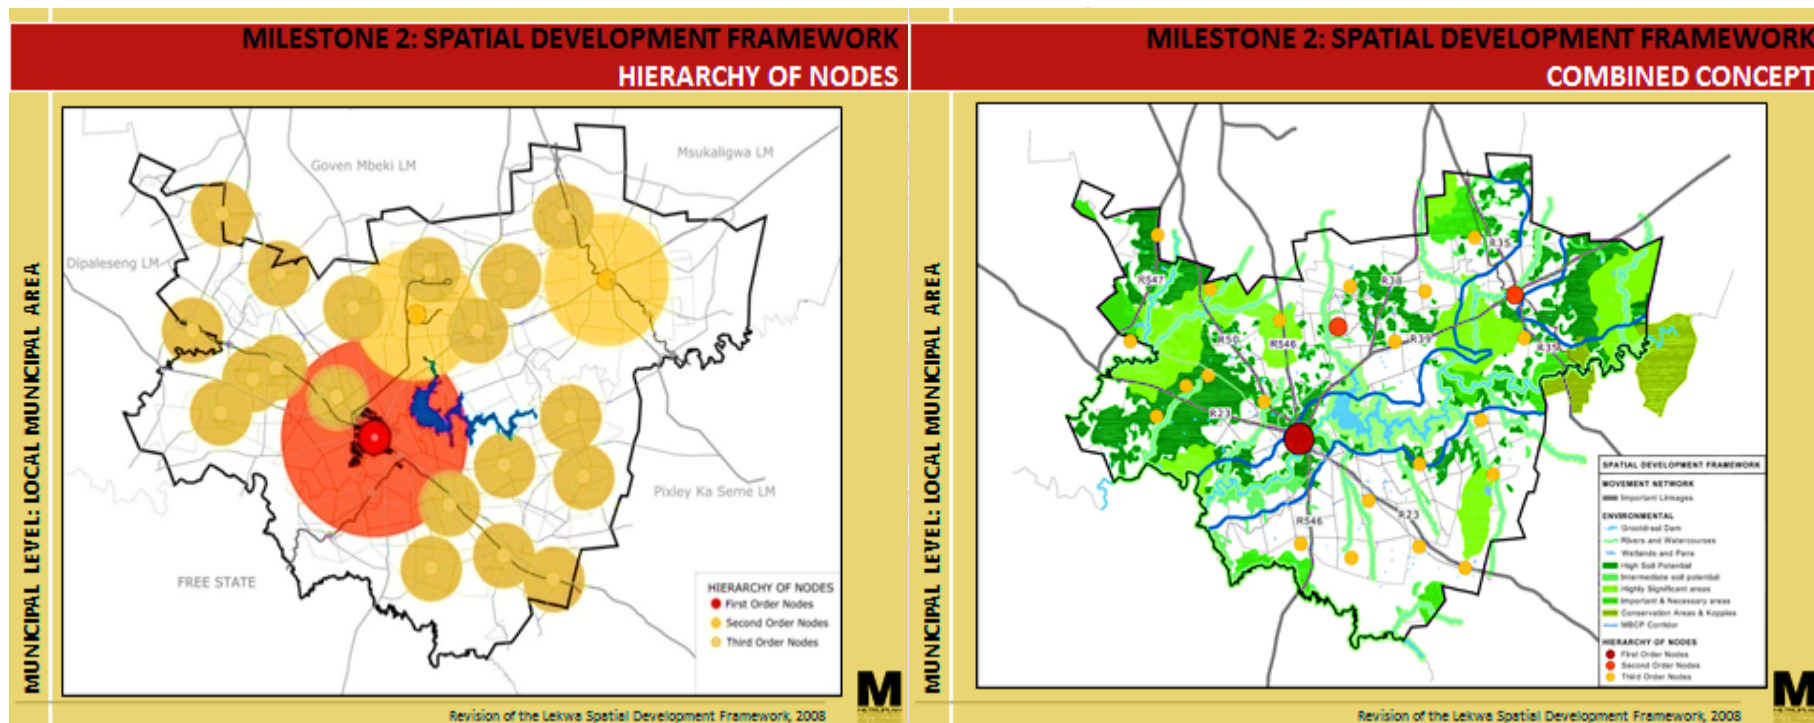 MILESTONE 2: SPATIAL DEVELOPMENT FRAMEWORK
HIERARCHY OF NODES
MUNICIPAL LEVEL: LOCAL MUNICIPAL AREA
Goven Mbeki LM
Msukaligwa LM
Dipaleseng LM
Pixley Ka Seme LM
FREE STATE
HIERARCHY OF NODES
First Order Nodes
Second Order Nodes
Third Order Nodes
M
Revision of the Lekwa Spatial Development Framework, 2008
MILESTONE 2: SPATIAL DEVELOPMENT FRAMEWORK
COMBINED CONCEPT
MUNICIPAL LEVEL: LOCAL MUNICIPAL AREA
R35
R547
R38
R50
R546
R39
R35
R23
R546
R23
SPATIAL DEVELOPMENT FRAMEWORK
MOVEMENT NETWORK
Important Linkages
ENVIRONMENTAL
Grootdraai Dam
Rivers and Watercourses
Wetlands and Pans
High Soil Potential
Intermediate soil potential
Highly Significant areas
Important & Necessary areas
Conservation Areas & Koppies
MBCP Corridor
HIERARCHY OF NODES
First Order Nodes
Second Order Nodes
Third Order Nodes
M
Revision of the Lekwa Spatial Development Framework, 2008